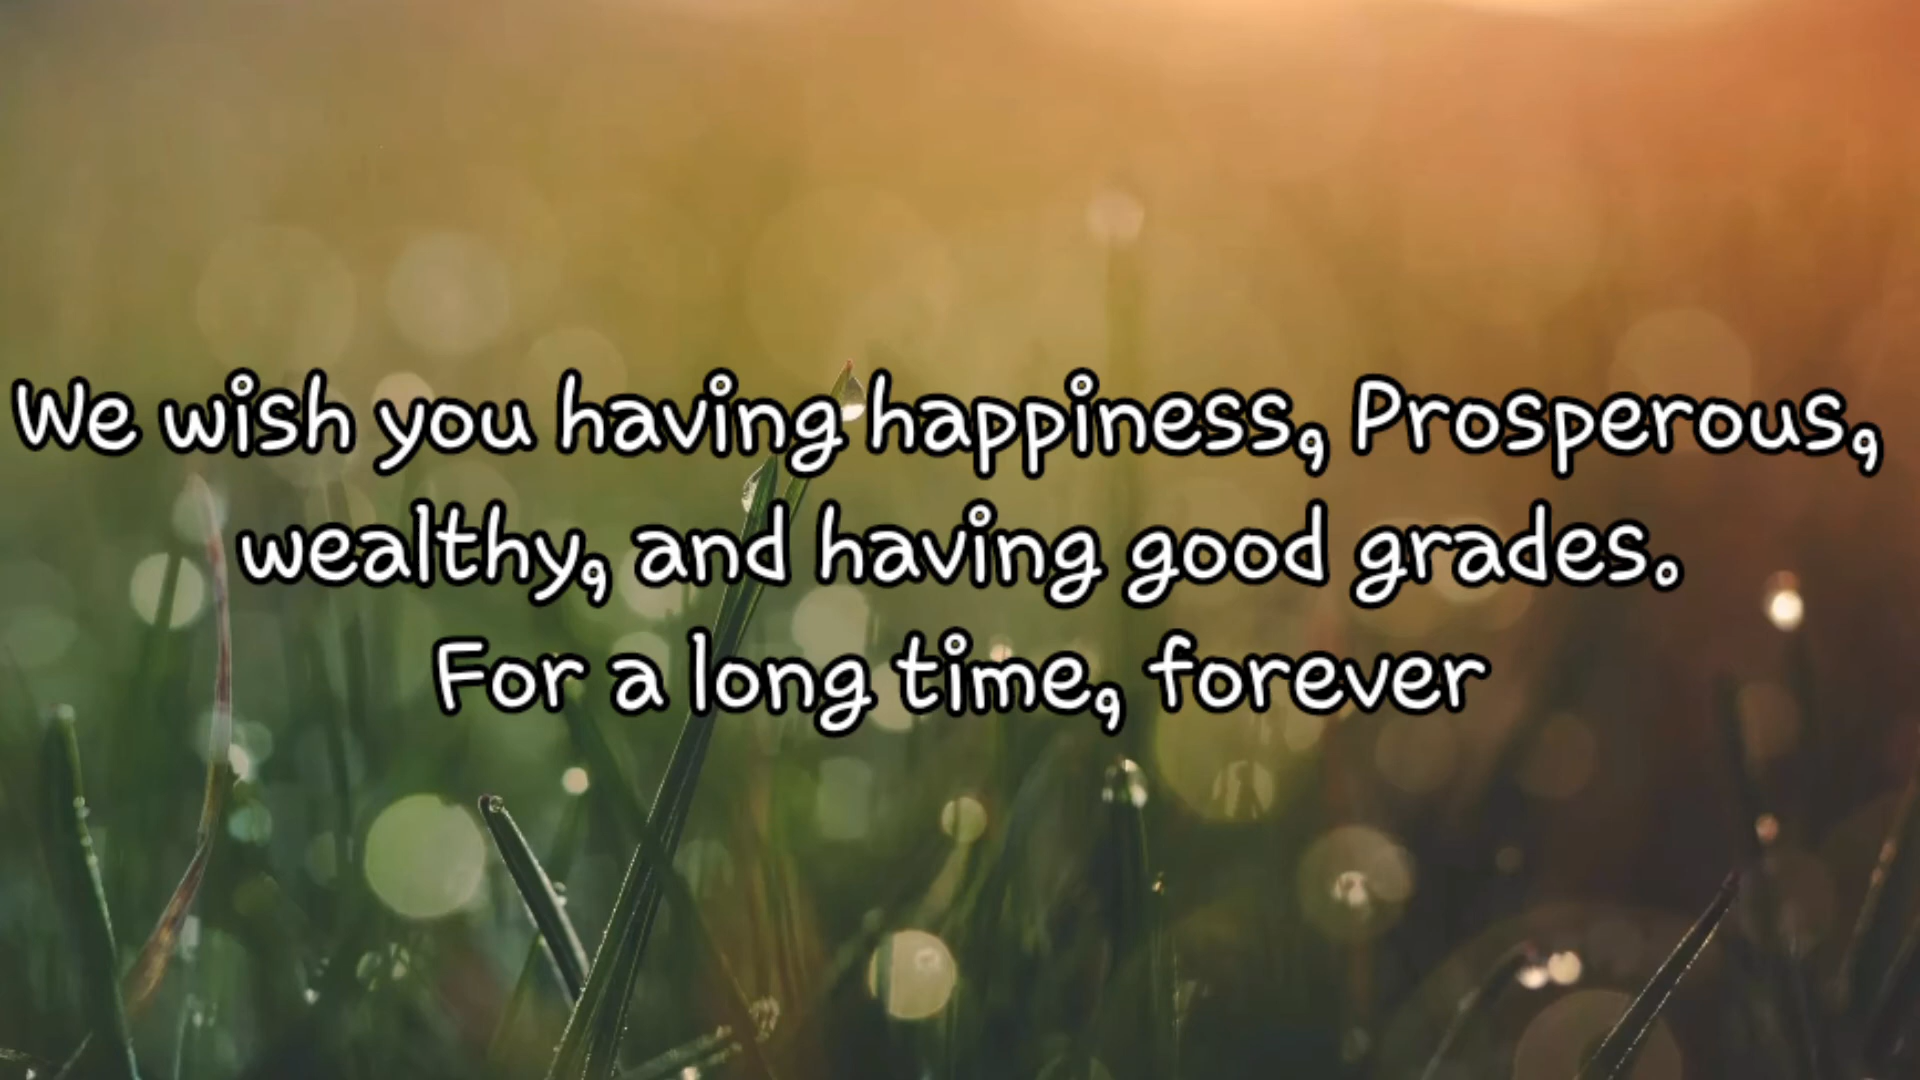 We wish you having happiness, Prosperous,
wealthy, and having good grades.
For a long time, forever